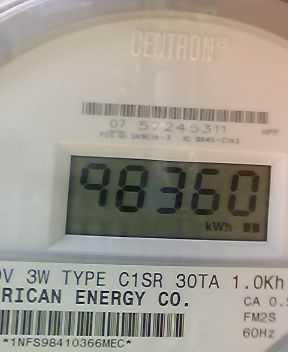 CENTRON®
07 57245311 HPP
98360
kWh
0V 3W TYPE C1SR 30TA 1.0Kh
RICAN ENERGY CO. CA 0.5
FM2S
*1NFS98410366MEC* 60Hz